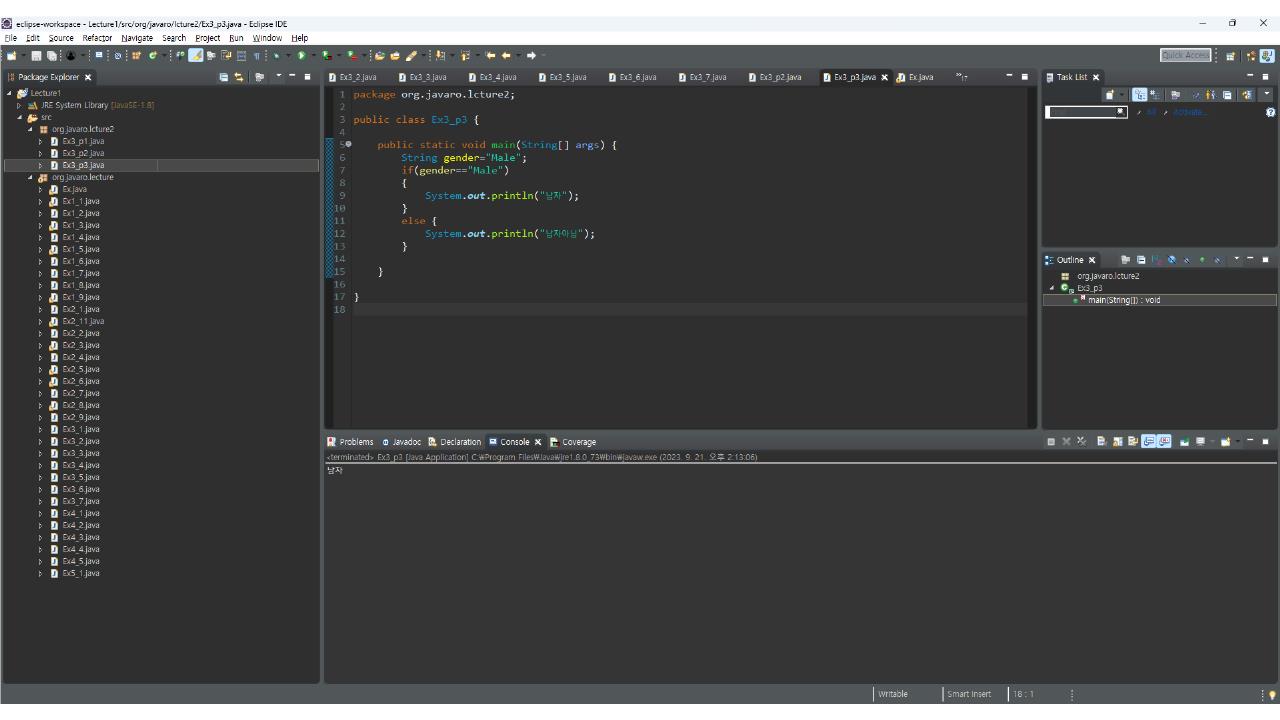 eclipse-workspace - Lecture1/src/org/javaro/lcture2/Ex3_p3.java - Eclipse IDE
File Edit Source Refactor Navigate Search Project Run Window Help
Quick Access
Package Explorer
Lecture1
JRE System Library [JavaSE-1.8]
src
org.javaro.lcture2
Ex3_p1.java
Ex3_p2.java
Ex3_p3.java
org.javaro.lecture
Ex.java
Ex1_1.java
Ex1_2.java
Ex1_3.java
Ex1_4.java
Ex1_5.java
Ex1_6.java
Ex1_7.java
Ex1_8.java
Ex1_9.java
Ex2_1.java
Ex2_11.java
Ex2_2.java
Ex2_3.java
Ex2_4.java
Ex2_5.java
Ex2_6.java
Ex2_7.java
Ex2_8.java
Ex2_9.java
Ex3_1.java
Ex3_2.java
Ex3_3.java
Ex3_4.java
Ex3_5.java
Ex3_6.java
Ex3_7.java
Ex4_1.java
Ex4_2.java
Ex4_3.java
Ex4_4.java
Ex4_5.java
Ex5_1.java
Ex3_2.java Ex3_3.java Ex3_4.java Ex3_5.java Ex3_6.java Ex3_7.java Ex3_p2.java Ex3_p3.java Ex.java »17
1 package org.javaro.lcture2;
2
3 public class Ex3_p3 {
4
5 public static void main(String[] args) {
6 String gender="Male";
7 if(gender=="Male")
8 {
9 System.out.println("남자");
10 }
11 else {
12 System.out.println("남자아님");
13 }
14
15 }
16
17 }
18
Task List
All Activate...
Outline
org.javaro.lcture2
Ex3_p3
main(String[]) : void
Problems Javadoc Declaration Console Coverage
<terminated> Ex3_p3 [Java Application] C:₩Program Files₩Java₩jre1.8.0_73₩bin₩javaw.exe (2023. 9. 21. 오후 2:13:06)
남자
Writable Smart Insert 18 : 1